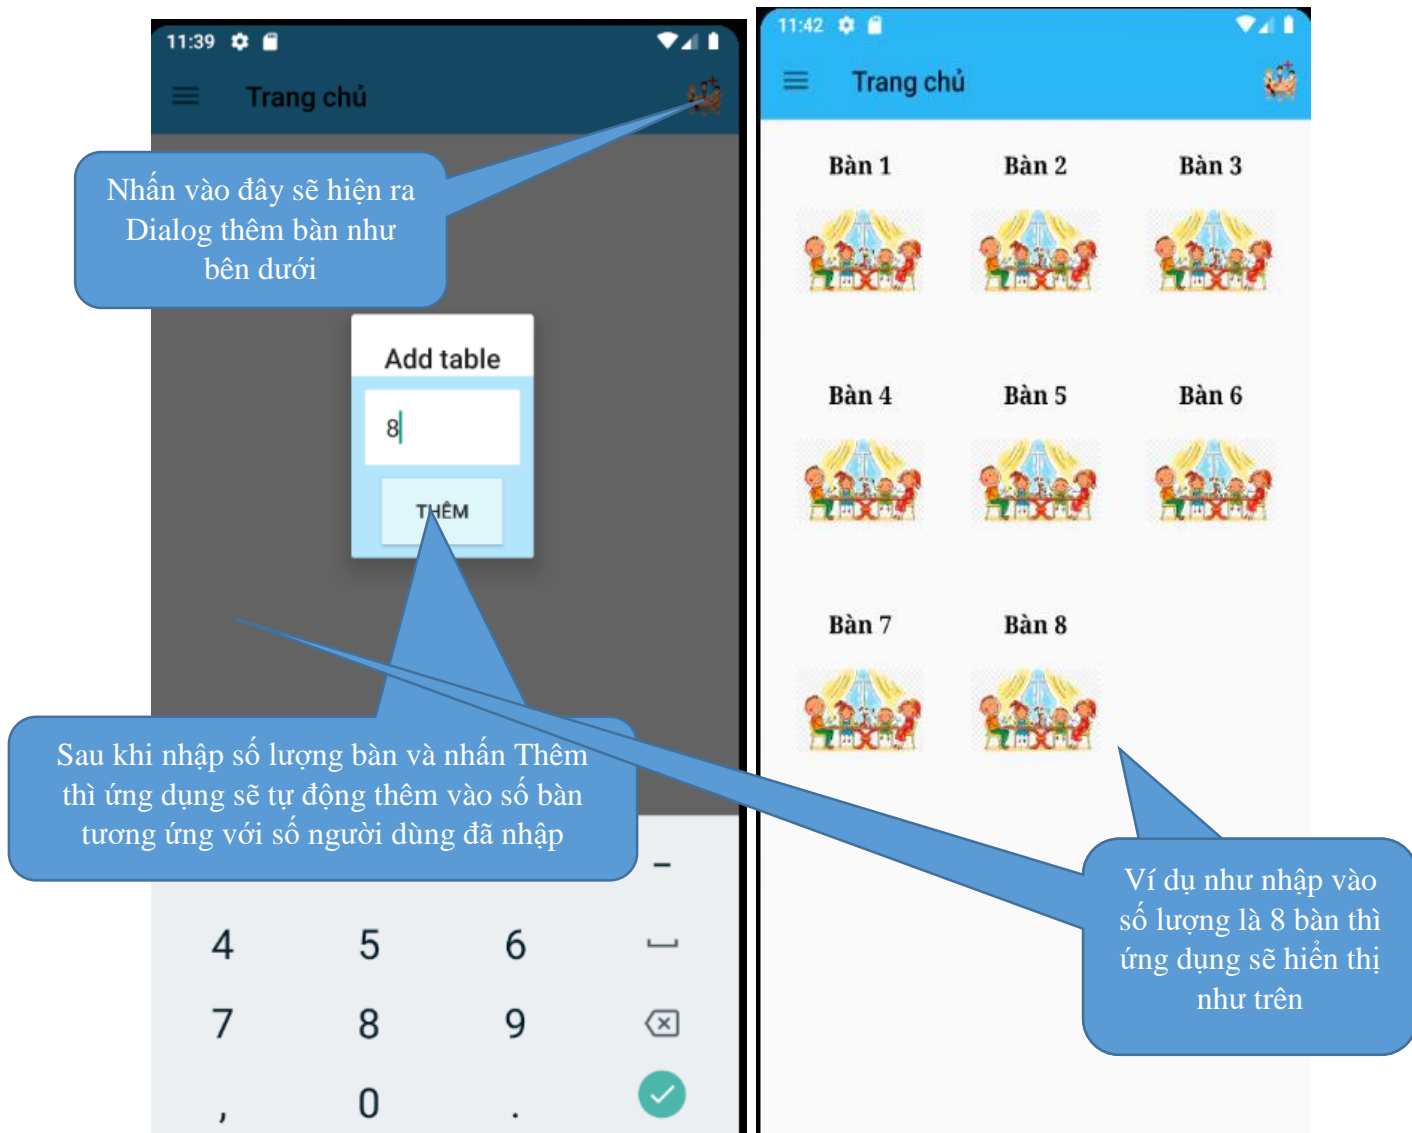 11:39
Trang chủ
Nhấn vào đây sẽ hiện ra
Dialog thêm bàn như
bên dưới
Add table
8
THÊM
Sau khi nhập số lượng bàn và nhấn Thêm
thì ứng dụng sẽ tự động thêm vào số bàn
tương ứng với số người dùng đã nhập
–
4 5 6
7 8 9
, 0 .
11:42
Trang chủ
Bàn 1 Bàn 2 Bàn 3
Bàn 4 Bàn 5 Bàn 6
Bàn 7 Bàn 8
Ví dụ như nhập vào
số lượng là 8 bàn thì
ứng dụng sẽ hiển thị
như trên